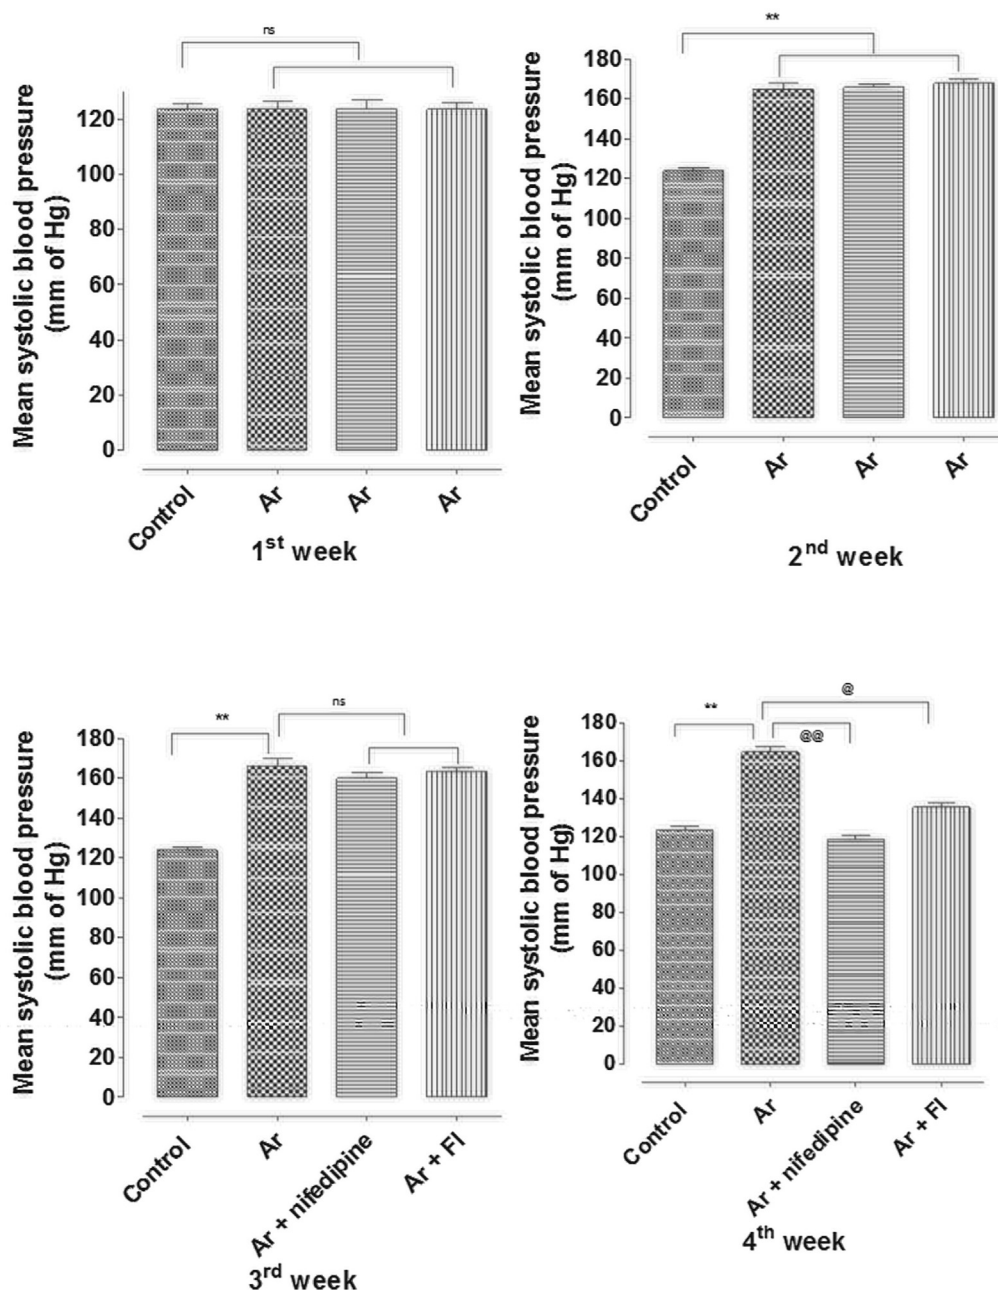 ns
Mean systolic blood pressure
(mm of Hg)
120
100
80
60
40
20
0
Control
Ar
Ar
Ar
1st week
**
Mean systolic blood pressure
(mm of Hg)
180
160
140
120
100
80
60
40
20
0
Control
Ar
Ar
Ar
2nd week
**
ns
Mean systolic blood pressure
(mm of Hg)
180
160
140
120
100
80
60
40
20
0
Control
Ar
Ar + nifedipine
Ar + FI
3rd week
**
@
@@
Mean systolic blood pressure
(mm of Hg)
180
160
140
120
100
80
60
40
20
0
Control
Ar
Ar + nifedipine
Ar + FI
4th week